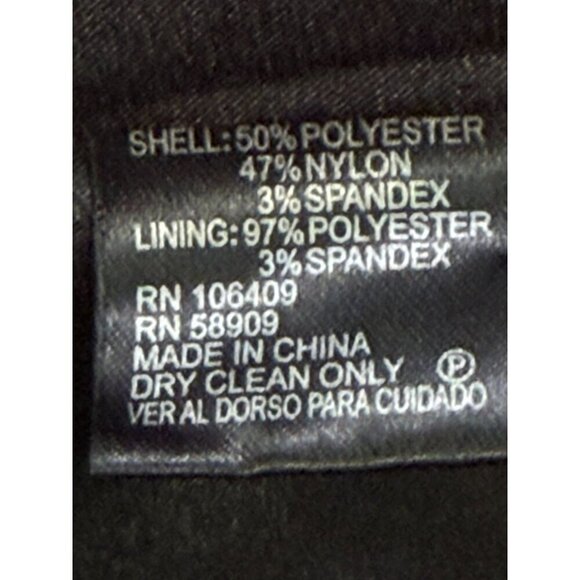 SHELL: 50% POLYESTER
47% NYLON
3% SPANDEX
LINING: 97% POLYESTER
3% SPANDEX
RN 106409
RN 58909
MADE IN CHINA
DRY CLEAN ONLY Ⓟ
VER AL DORSO PARA CUIDADO